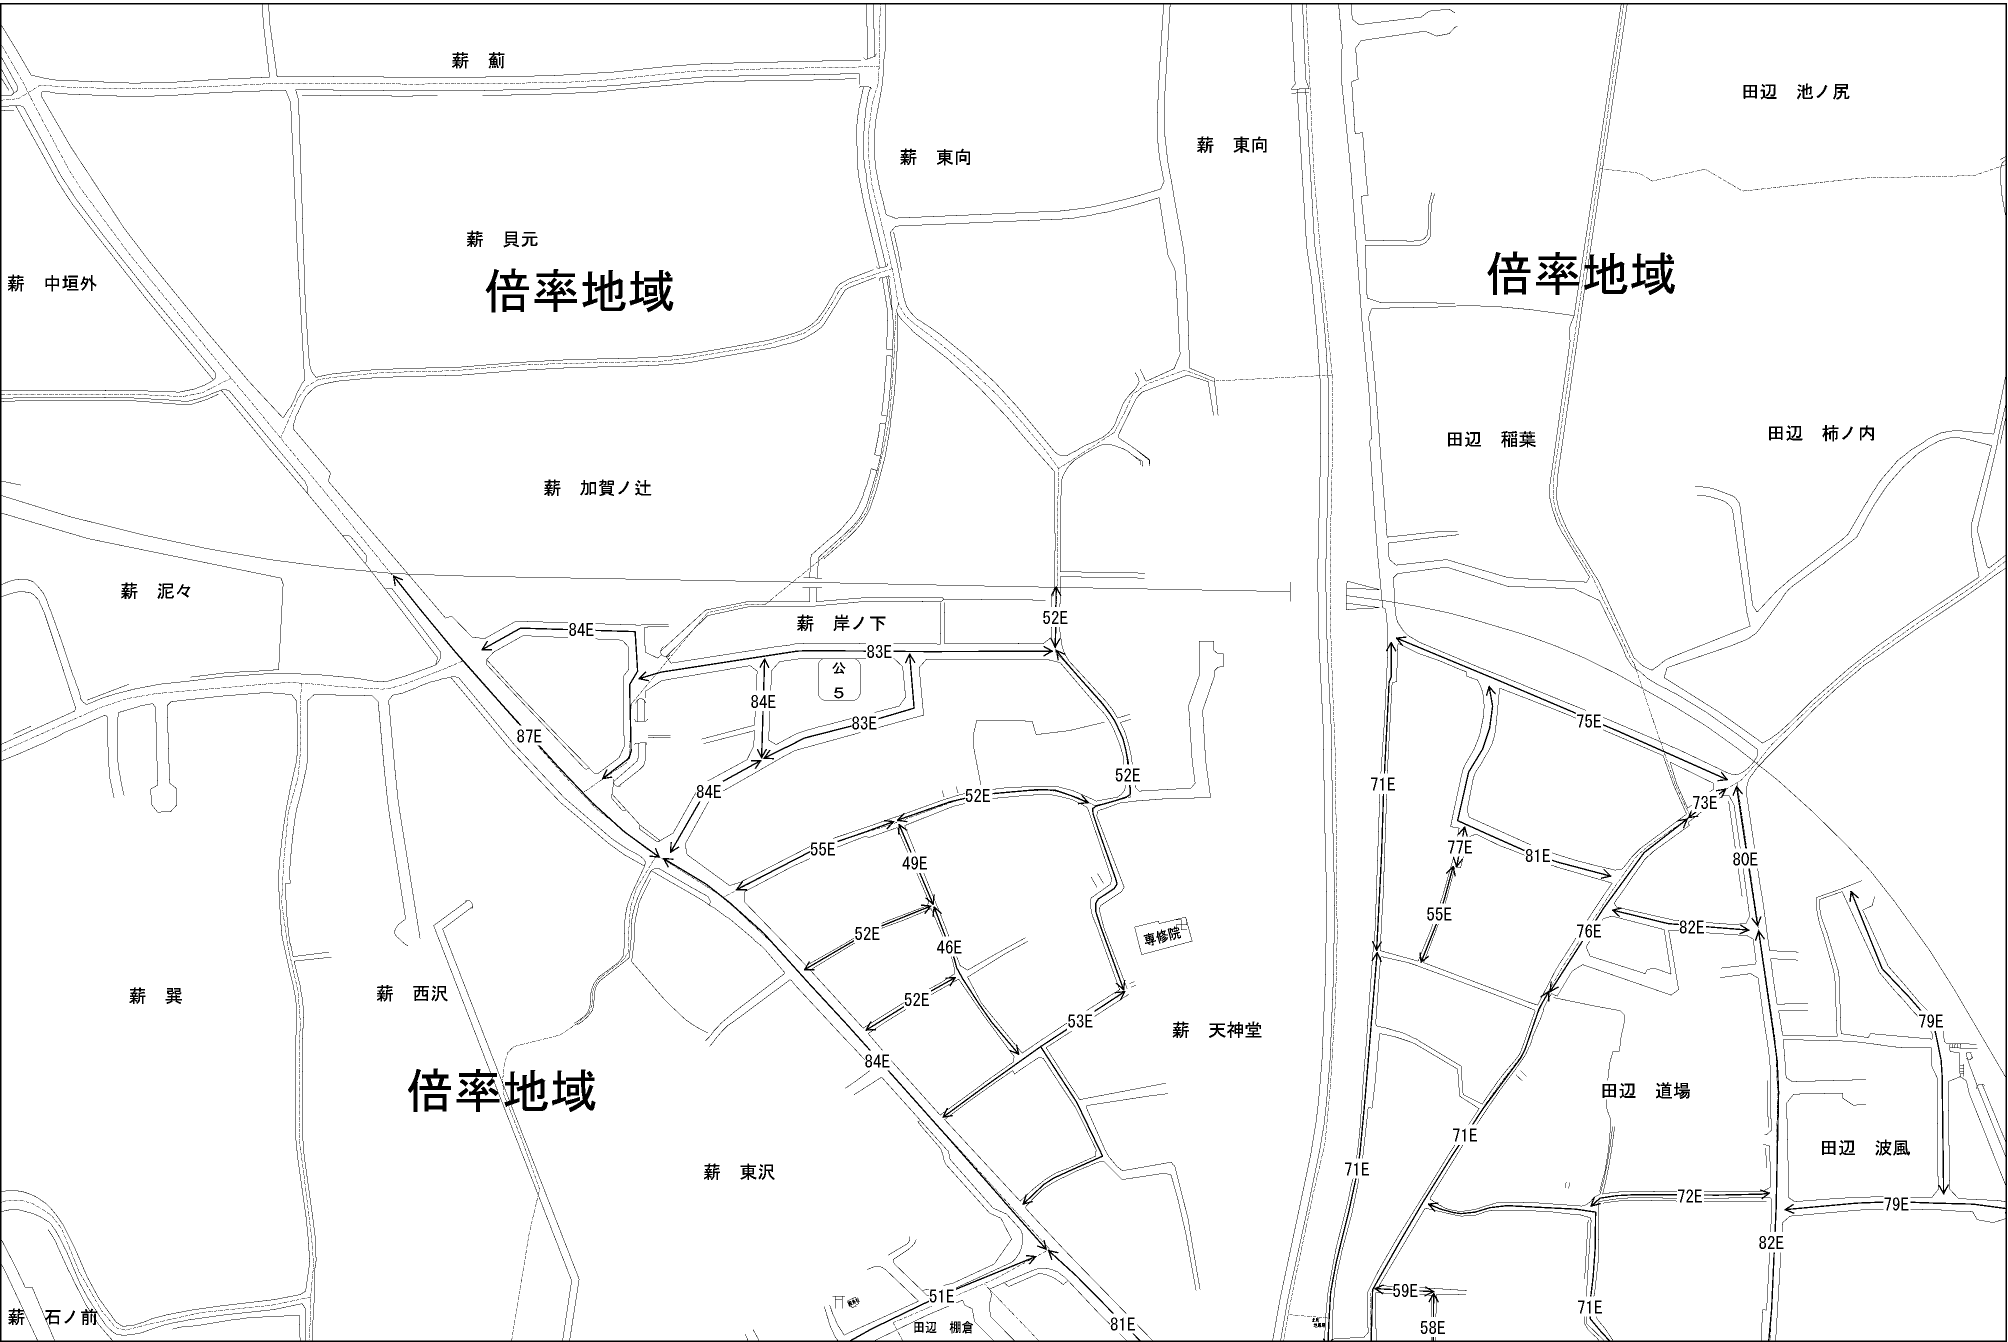 薪　薊
田辺　池ノ尻
薪　東向
薪　東向
薪　貝元
倍率地域
倍率地域
薪　中垣外
田辺　稲葉
田辺　柿ノ内
薪　加賀ノ辻
薪　泥々
52E
84E
薪　岸ノ下
83E
公
5
84E
83E
75E
87E
52E
71E
84E
52E
73E
55E
77E
81E
80E
49E
55E
52E
46E
76E
82E
専修院
薪　巽
薪　西沢
52E
53E
79E
薪　天神堂
84E
倍率地域
田辺　道場
71E
田辺　波風
薪　東沢
71E
72E
79E
82E
59E
51E
71E
薪　石ノ前
田辺　棚倉
81E
58E